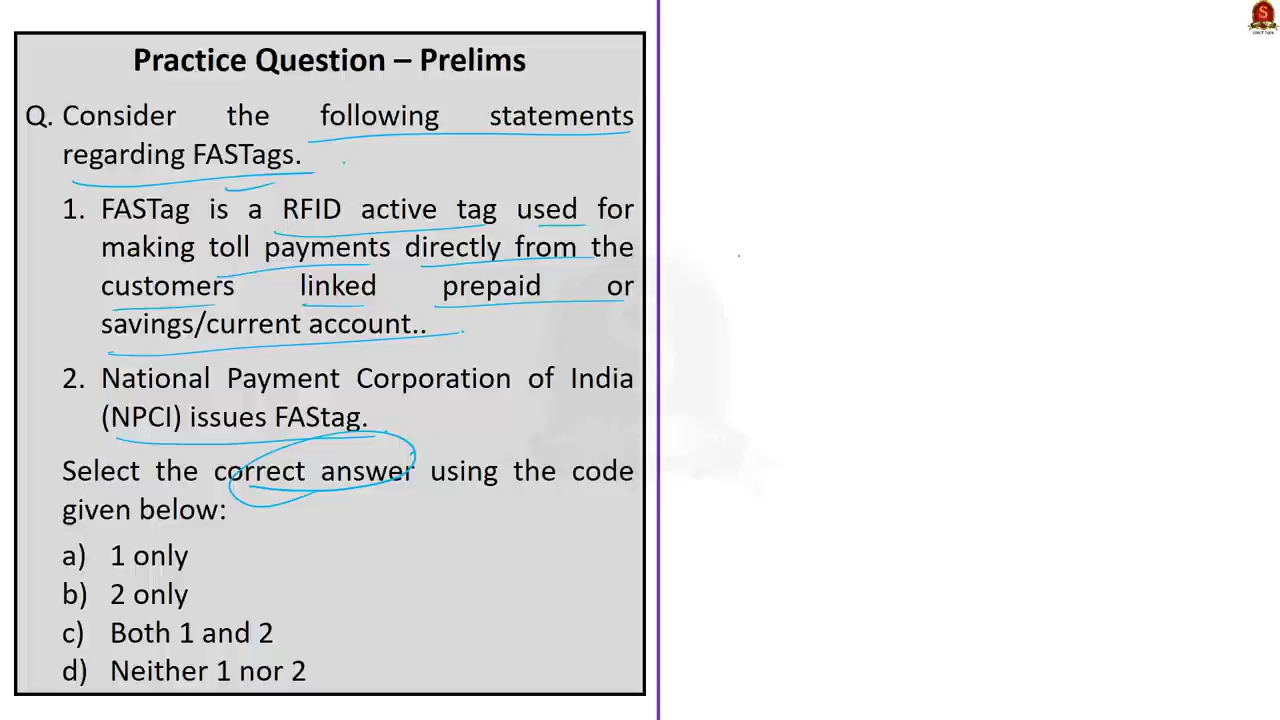 Practice Question – Prelims
Q. Consider the following statements
regarding FASTags.
1. FASTag is a RFID active tag used for
making toll payments directly from the
customers linked prepaid or
savings/current account..
2. National Payment Corporation of India
(NPCI) issues FAStag.
Select the correct answer using the code
given below:
a) 1 only
b) 2 only
c) Both 1 and 2
d) Neither 1 nor 2